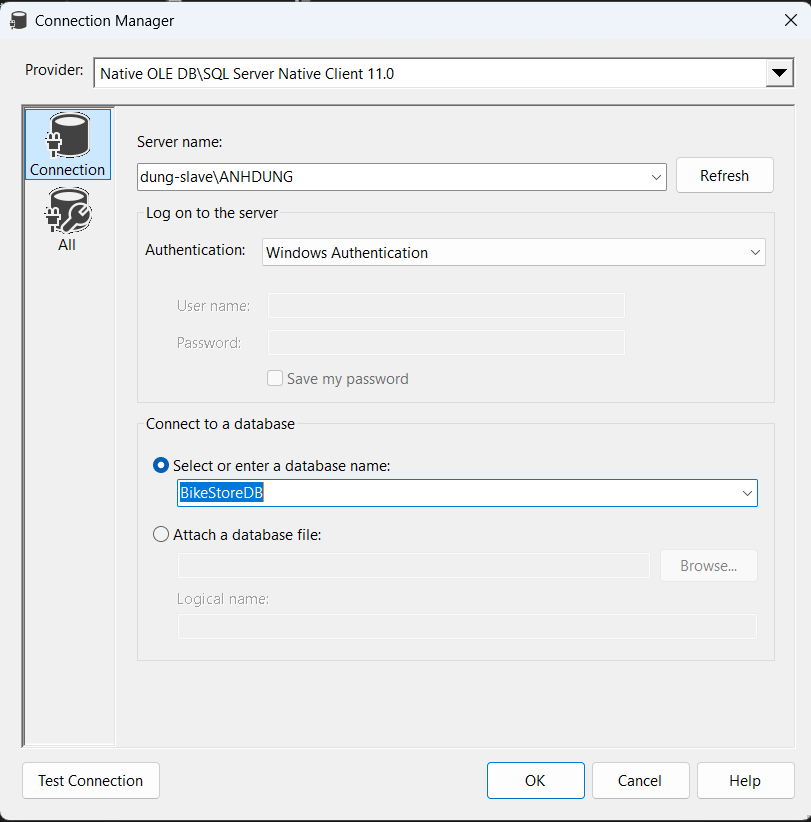 Connection Manager
Provider: Native OLE DB\SQL Server Native Client 11.0
Connection
All
Server name:
dung-slave\ANHDUNG
Refresh
Log on to the server
Authentication: Windows Authentication
User name:
Password:
Save my password
Connect to a database
Select or enter a database name:
BikeStoreDB
Attach a database file:
Browse...
Logical name:
Test Connection
OK
Cancel
Help